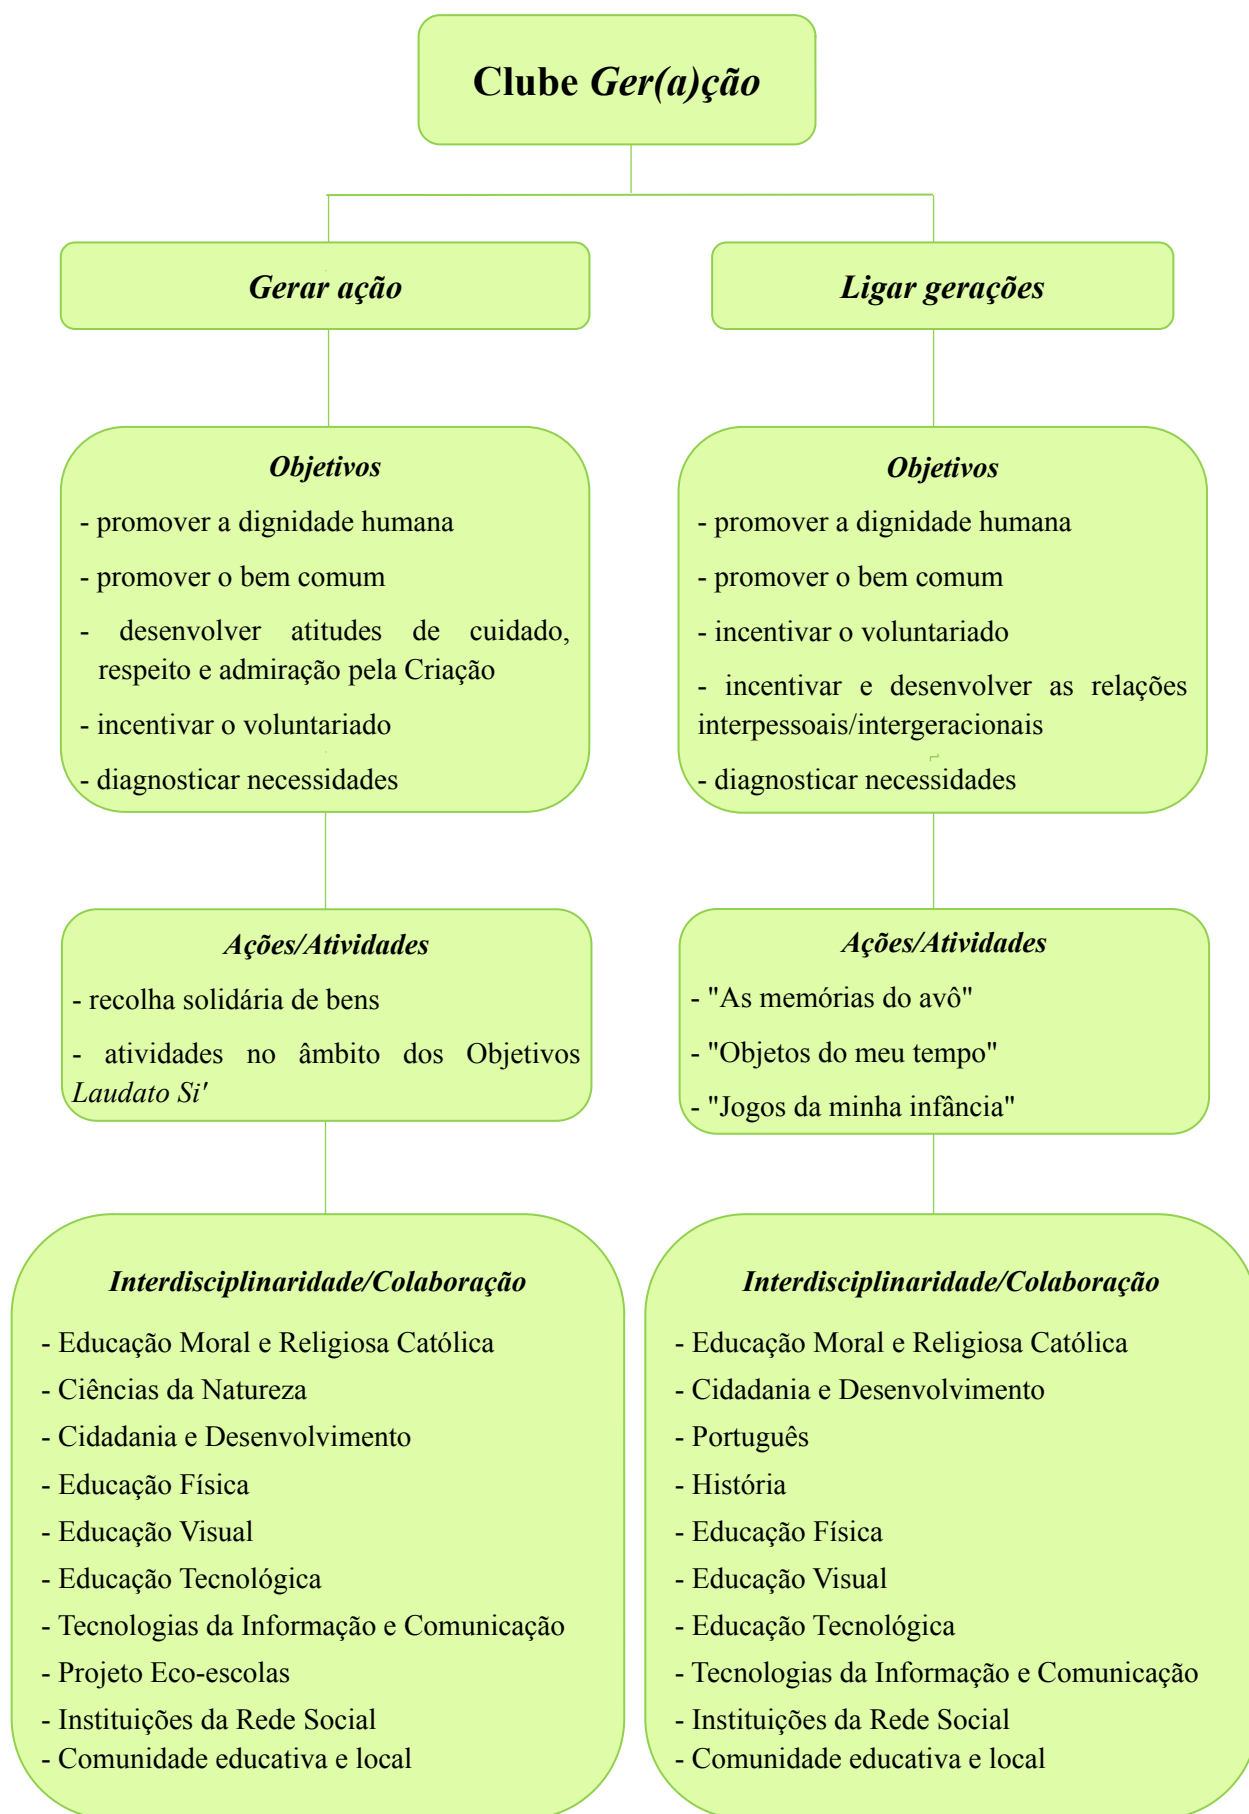 Clube Ger(a)ção
Gerar ação
Objetivos
- promover a dignidade humana
- promover o bem comum
- desenvolver atitudes de cuidado,
respeito e admiração pela Criação
- incentivar o voluntariado
- diagnosticar necessidades
Ações/Atividades
- recolha solidária de bens
- atividades no âmbito dos Objetivos
Laudato Si'
Interdisciplinaridade/Colaboração
- Educação Moral e Religiosa Católica
- Ciências da Natureza
- Cidadania e Desenvolvimento
- Educação Física
- Educação Visual
- Educação Tecnológica
- Tecnologias da Informação e Comunicação
- Projeto Eco-escolas
- Instituições da Rede Social
- Comunidade educativa e local
Ligar gerações
Objetivos
- promover a dignidade humana
- promover o bem comum
- incentivar o voluntariado
- incentivar e desenvolver as relações
interpessoais/intergeracionais
- diagnosticar necessidades
Ações/Atividades
- "As memórias do avô"
- "Objetos do meu tempo"
- "Jogos da minha infância"
Interdisciplinaridade/Colaboração
- Educação Moral e Religiosa Católica
- Cidadania e Desenvolvimento
- Português
- História
- Educação Física
- Educação Visual
- Educação Tecnológica
- Tecnologias da Informação e Comunicação
- Instituições da Rede Social
- Comunidade educativa e local